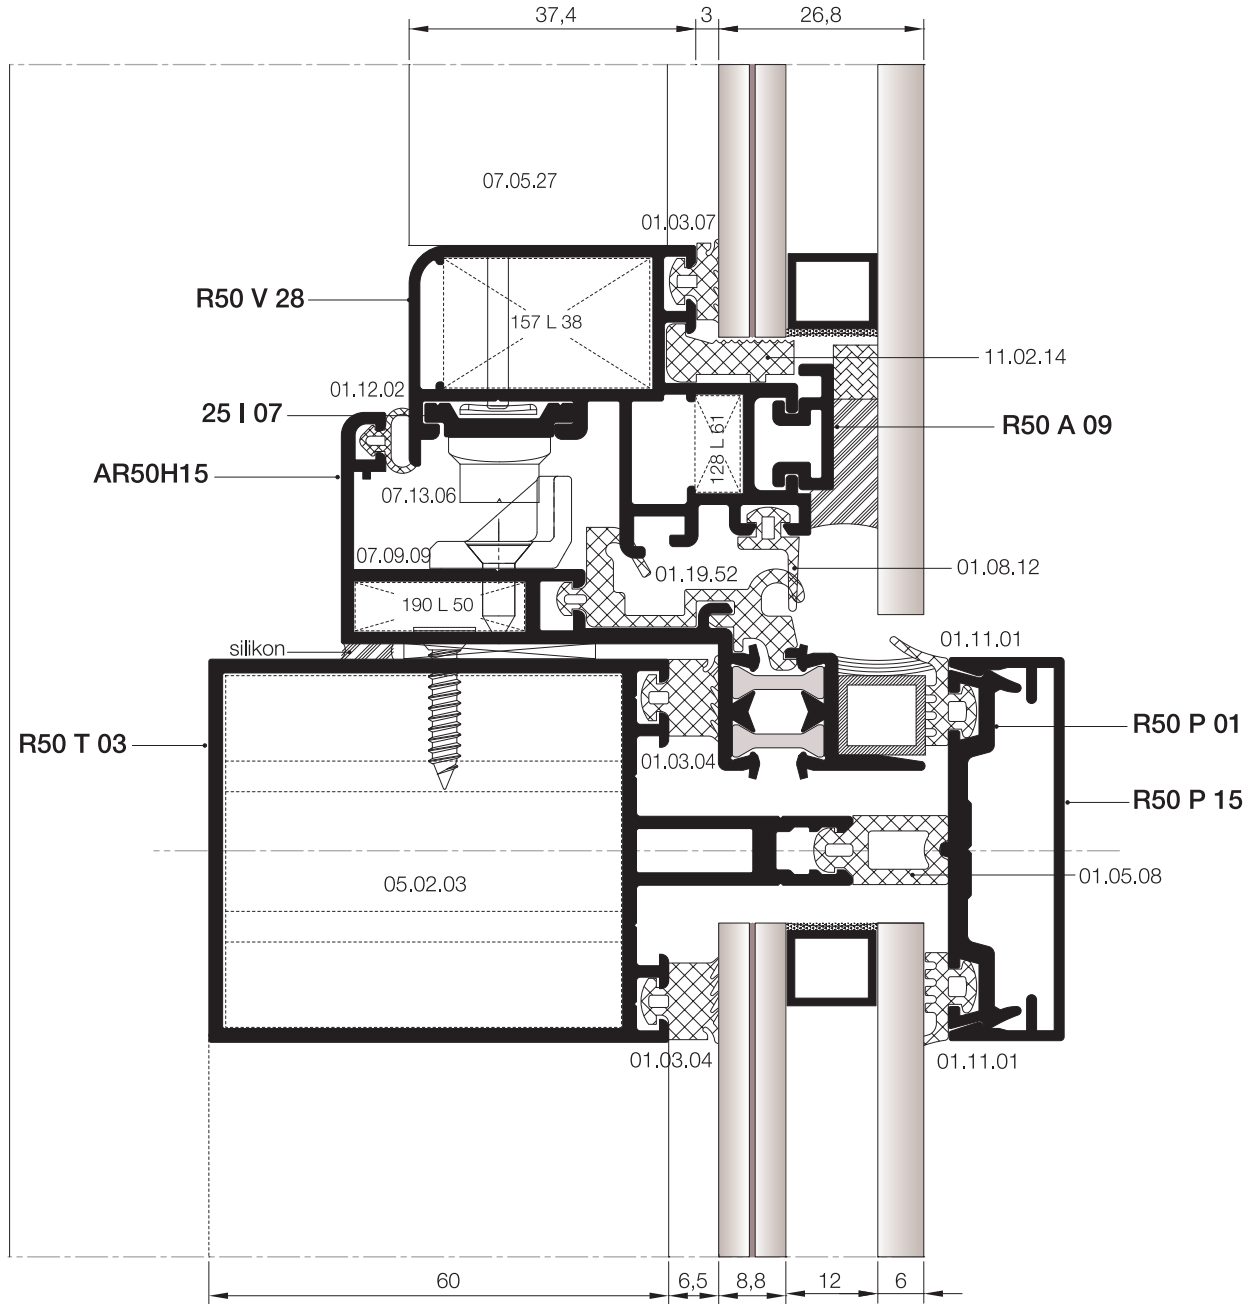 37,4 3 26,8
07.05.27
01.03.07
R50 V 28
157 L 38
11.02.14
01.12.02
25 I 07
R50 A 09
128 L 61
AR50H15
07.13.06
07.09.09
01.19.52
01.08.12
190 L 50
silikon
01.11.01
R50 P 01
R50 T 03
01.03.04
R50 P 15
05.02.03
01.05.08
01.03.04
01.11.01
60 6,5 8,8 12 6